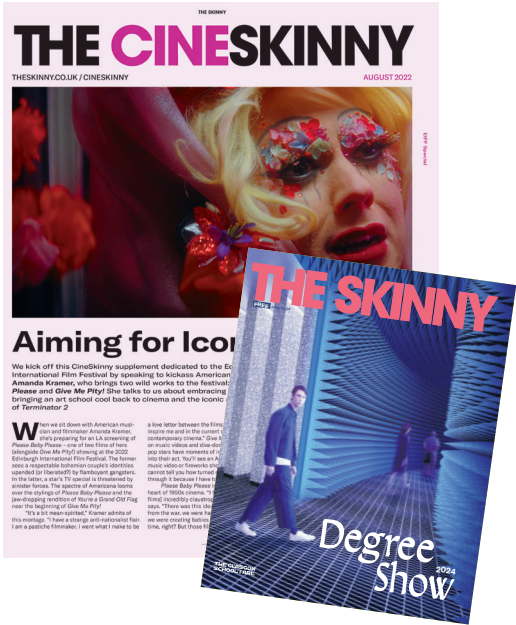 THE SKINNY
THE CINESKINNY
THESKINNY.CO.UK / CINESKINNY
AUGUST 2022
EIFF Special
Aiming for Icon
We kick off this CineSkinny supplement dedicated to the Ed
International Film Festival by speaking to kickass American
Amanda Kramer, who brings two wild works to the festival:
Please and Give Me Pity! She talks to us about embracing
bringing an art school cool back to cinema and the iconic
of Terminator 2
When we sit down with American musi-
cian and filmmaker Amanda Kramer,
she's preparing for an LA screening of
Please Baby Please – one of two films of hers
(alongside Give Me Pity!) showing at the 2022
Edinburgh International Film Festival. The former
sees a respectable bohemian couple's identities
upended (or liberated?) by flamboyant gangsters.
In the latter, a star's TV special is threatened by
sinister forces. The spectre of Americana looms
over the stylings of Please Baby Please and the
jaw-dropping rendition of You're a Grand Old Flag
near the beginning of Give Me Pity!
"It's a bit mean-spirited," Kramer admits of
this montage. "I have a strong anti-nationalist flair.
I am a pastiche filmmaker. I want what I make to be
a love letter between the films
inspire me and in the current
contemporary cinema." Give M
on music videos and dive-don
pop stars have moments of
into their act. You'll see an A
music video or fireworks sho
cannot tell you how turned o
through it because I have to
Please Baby Please
heart of 1950s cinema. "I
films] incredibly claustrop
says. "There was this ide
from the war, we were ha
we were creating babies
time, right? But those fil
THE SKINNY
FREE
Degree
Show
2024
THE GLASGOW
SCHOOL OF ART